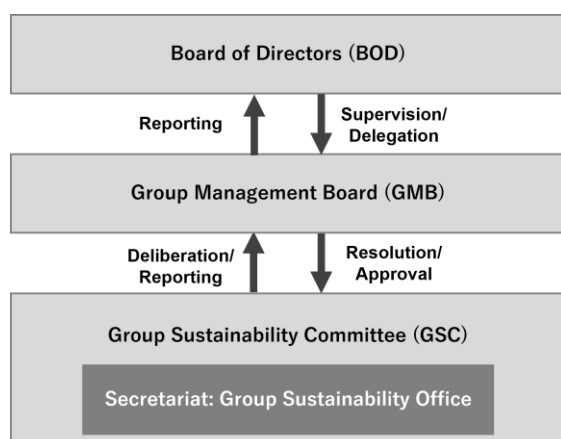 Board of Directors (BOD)
Reporting
Supervision/
Delegation
Group Management Board (GMB)
Deliberation/
Reporting
Resolution/
Approval
Group Sustainability Committee (GSC)
Secretariat: Group Sustainability Office